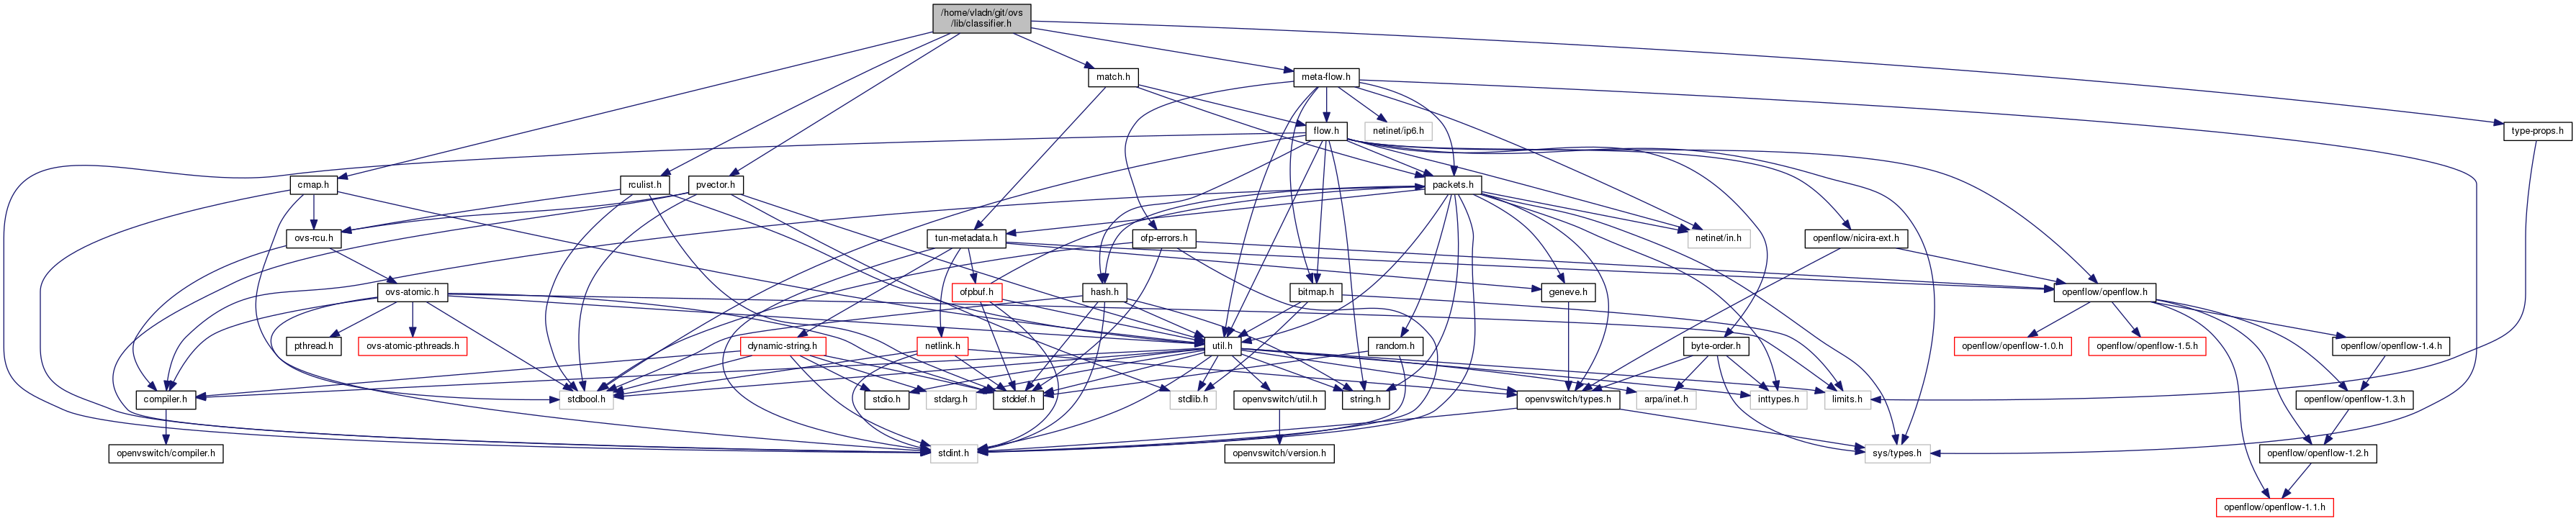 /home/vladn/git/ovs
/lib/classifier.h
match.h
meta-flow.h
flow.h
netinet/ip6.h
type-props.h
cmap.h
rculist.h
pvector.h
packets.h
ovs-rcu.h
tun-metadata.h
ofp-errors.h
netinet/in.h
openflow/nicira-ext.h
ovs-atomic.h
ofpbuf.h
hash.h
bitmap.h
geneve.h
openflow/openflow.h
pthread.h
ovs-atomic-pthreads.h
dynamic-string.h
netlink.h
util.h
random.h
byte-order.h
openflow/openflow-1.0.h
openflow/openflow-1.5.h
openflow/openflow-1.4.h
compiler.h
stdbool.h
stdio.h
stdarg.h
stddef.h
stdlib.h
openvswitch/util.h
string.h
openvswitch/types.h
arpa/inet.h
inttypes.h
limits.h
openflow/openflow-1.3.h
openvswitch/compiler.h
stdint.h
openvswitch/version.h
sys/types.h
openflow/openflow-1.2.h
openflow/openflow-1.1.h